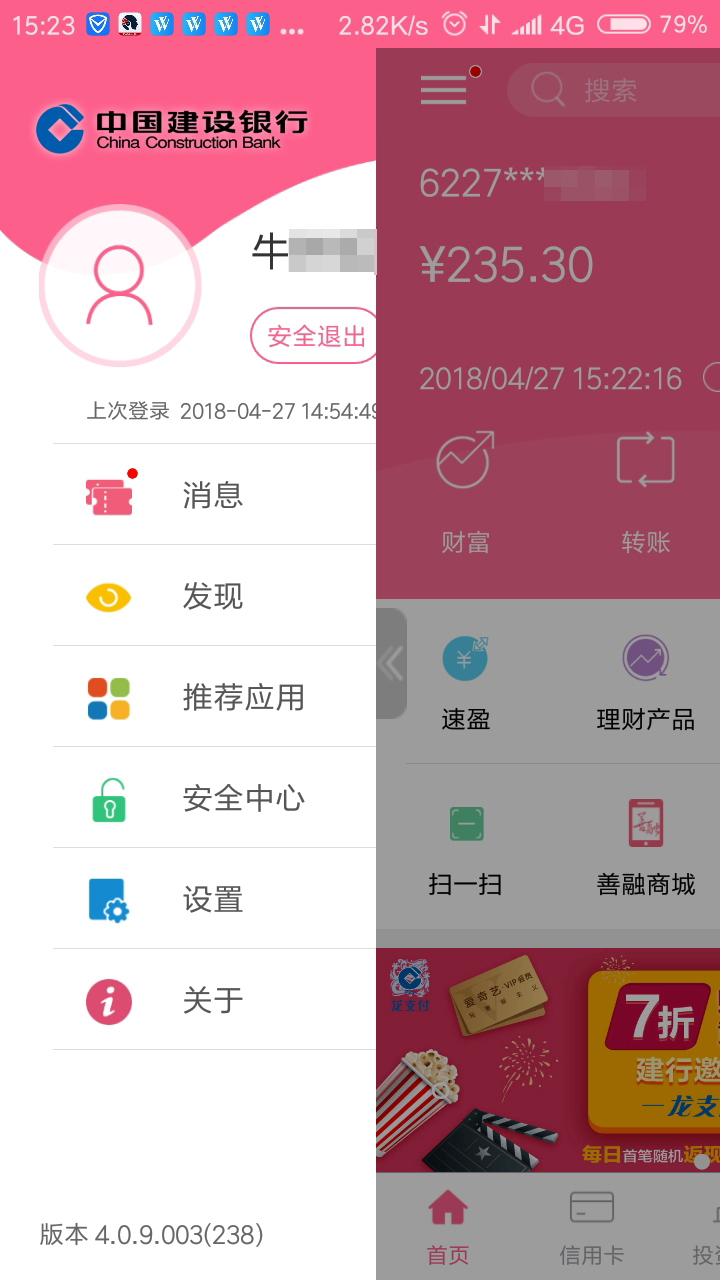 15:23 ... 2.82K/s 4G 79%
中国建设银行
China Construction Bank
牛
安全退出
上次登录 2018-04-27 14:54:49
消息
发现
推荐应用
安全中心
设置
关于
版本 4.0.9.003(238)
搜索
6227***
¥235.30
2018/04/27 15:22:16
财富 转账
速盈 理财产品
扫一扫 善融商城
龙支付
爱奇艺·VIP会员
7折
建行邀
一龙支
每日首笔随机返现
首页 信用卡 投资